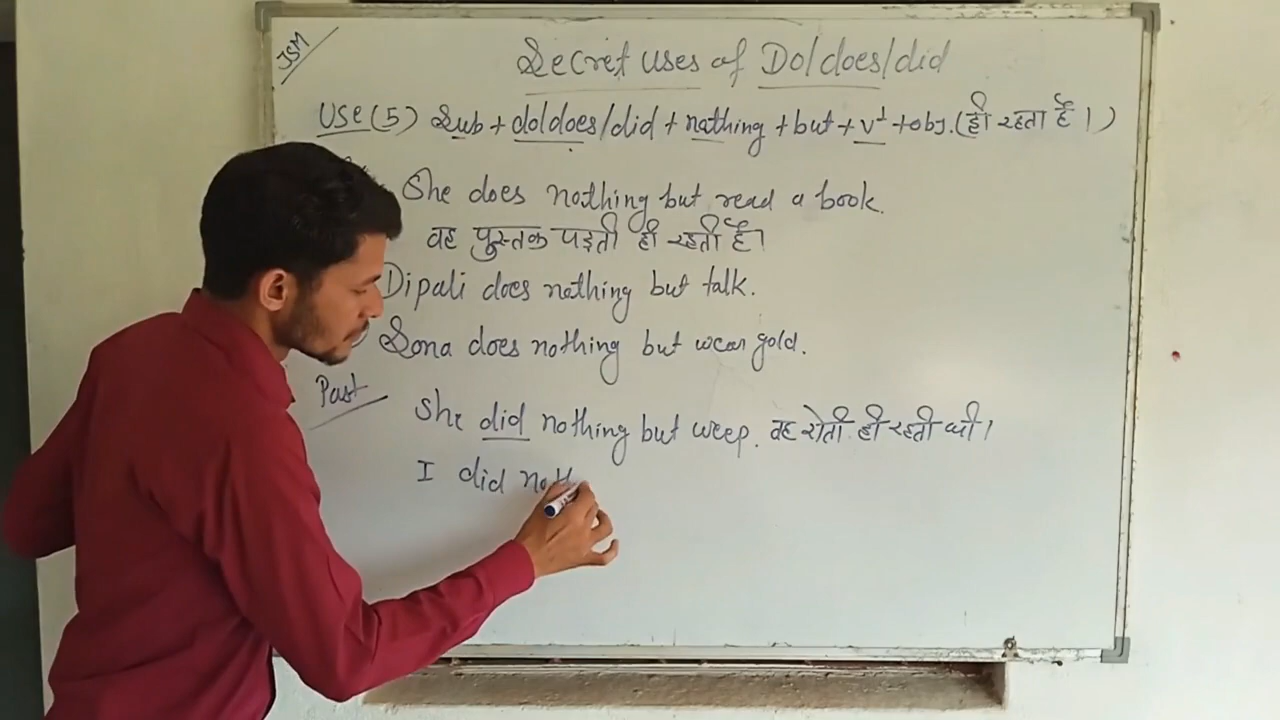 JSM
Secret uses of Do/does/did
Use (5) Sub + do/does/did + nothing + but + V¹ + obj. (ही रहता है।)
She does nothing but read a book.
वह पुस्तक पढ़ती ही रहती है।
Dipali does nothing but talk.
Sona does nothing but wear gold.
Past
She did nothing but weep. वह रोती ही रहती थी।
I did noth